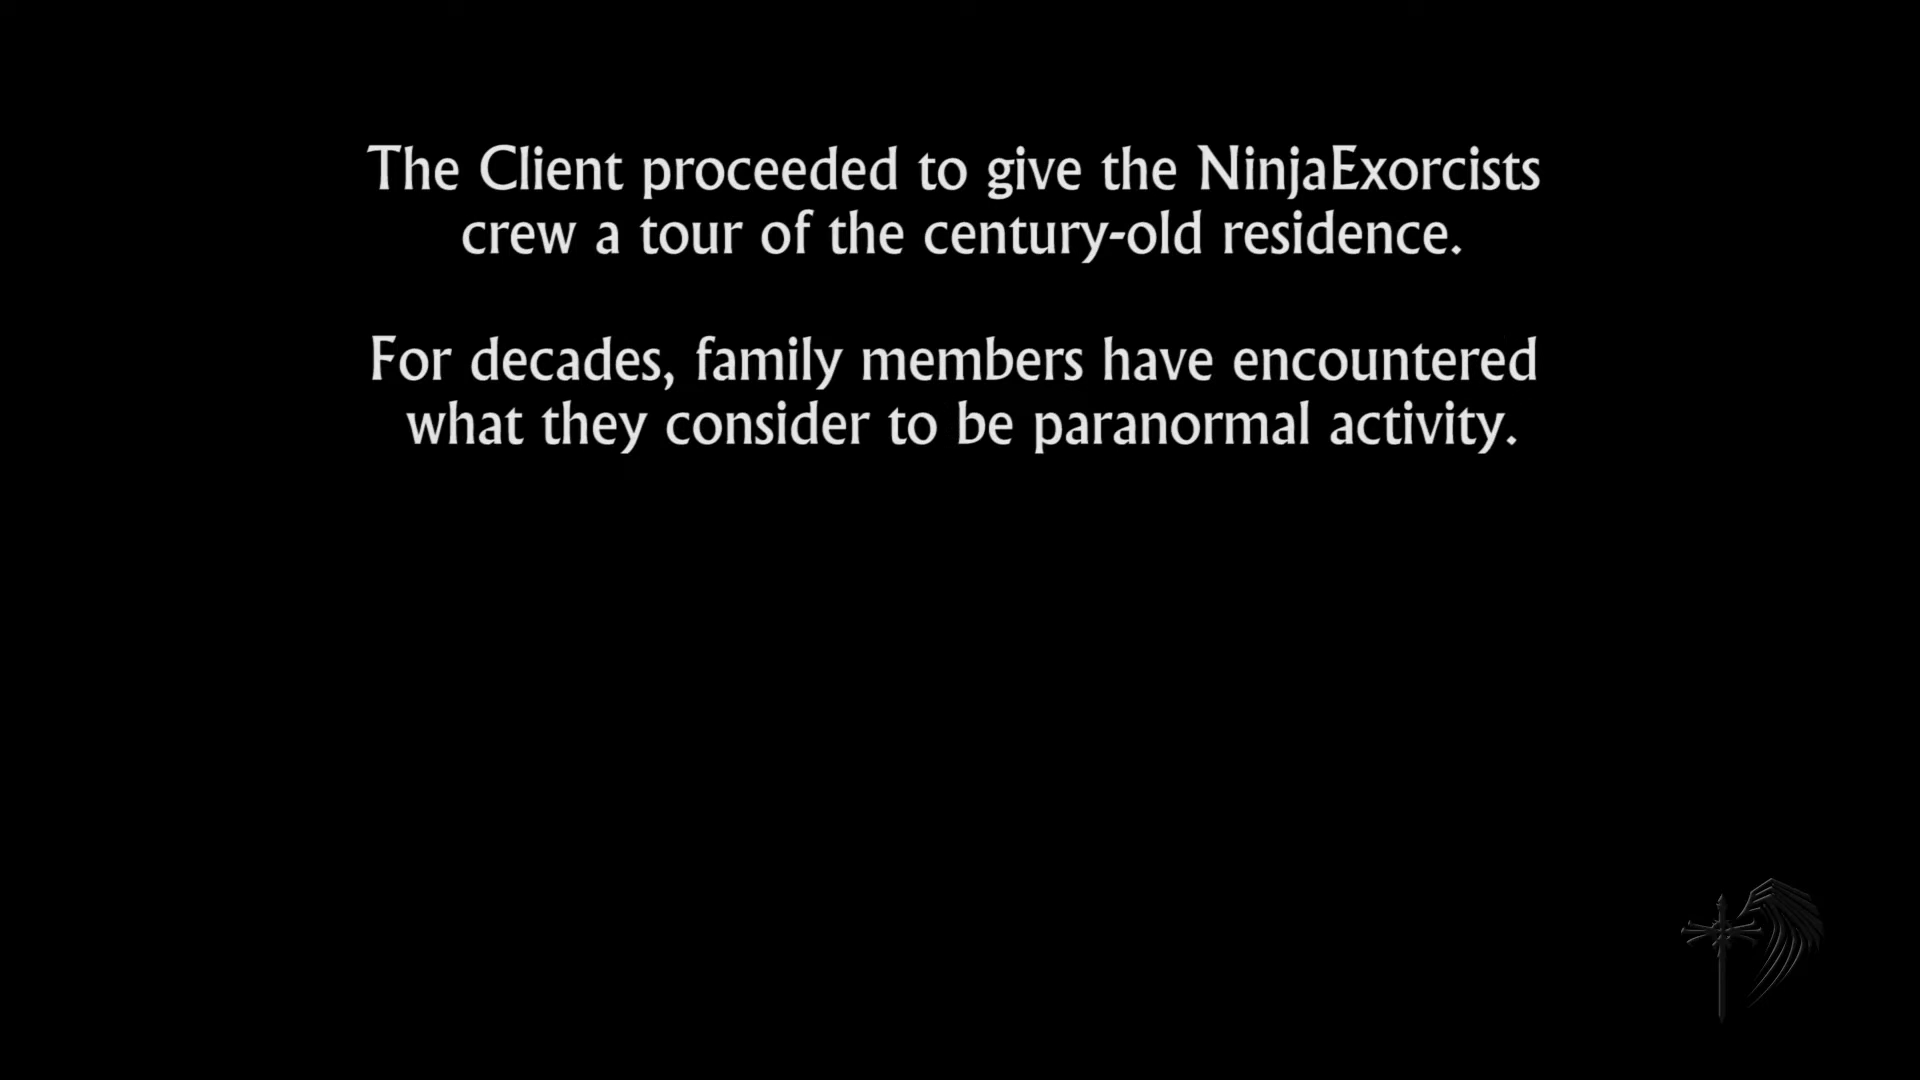 The Client proceeded to give the NinjaExorcists
crew a tour of the century-old residence.
For decades, family members have encountered
what they consider to be paranormal activity.